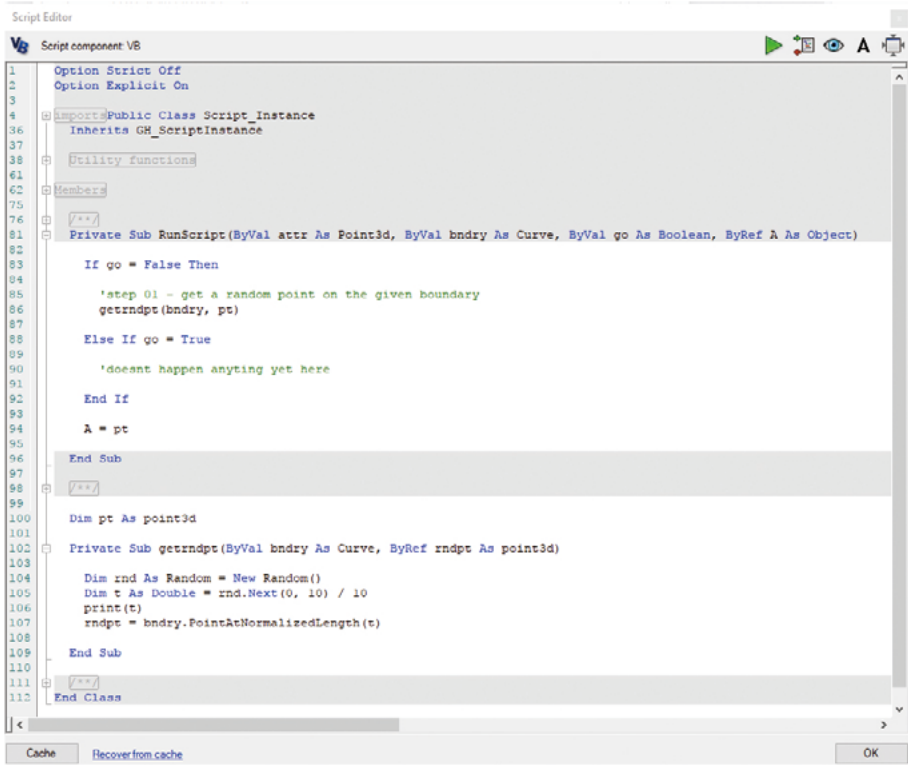 Script Editor
VB Script component: VB
A
1 Option Strict Off
2 Option Explicit On
3
4 imports Public Class Script_Instance
36 Inherits GH_ScriptInstance
37
38 Utility functions
61
62 Members
75
76 /**/
81 Private Sub RunScript(ByVal attr As Point3d, ByVal bndry As Curve, ByVal go As Boolean, ByRef A As Object)
82
83 If go = False Then
84
85 'step 01 - get a random point on the given boundary
86 getrndpt(bndry, pt)
87
88 Else If go = True
89
90 'doesnt happen anyting yet here
91
92 End If
93
94 A = pt
95
96 End Sub
97
98 /**/
99
100 Dim pt As point3d
101
102 Private Sub getrndpt(ByVal bndry As Curve, ByRef rndpt As point3d)
103
104 Dim rnd As Random = New Random()
105 Dim t As Double = rnd.Next(0, 10) / 10
106 print(t)
107 rndpt = bndry.PointAtNormalizedLength(t)
108
109 End Sub
110
111 /**/
112 End Class
Cache Recover from cache OK